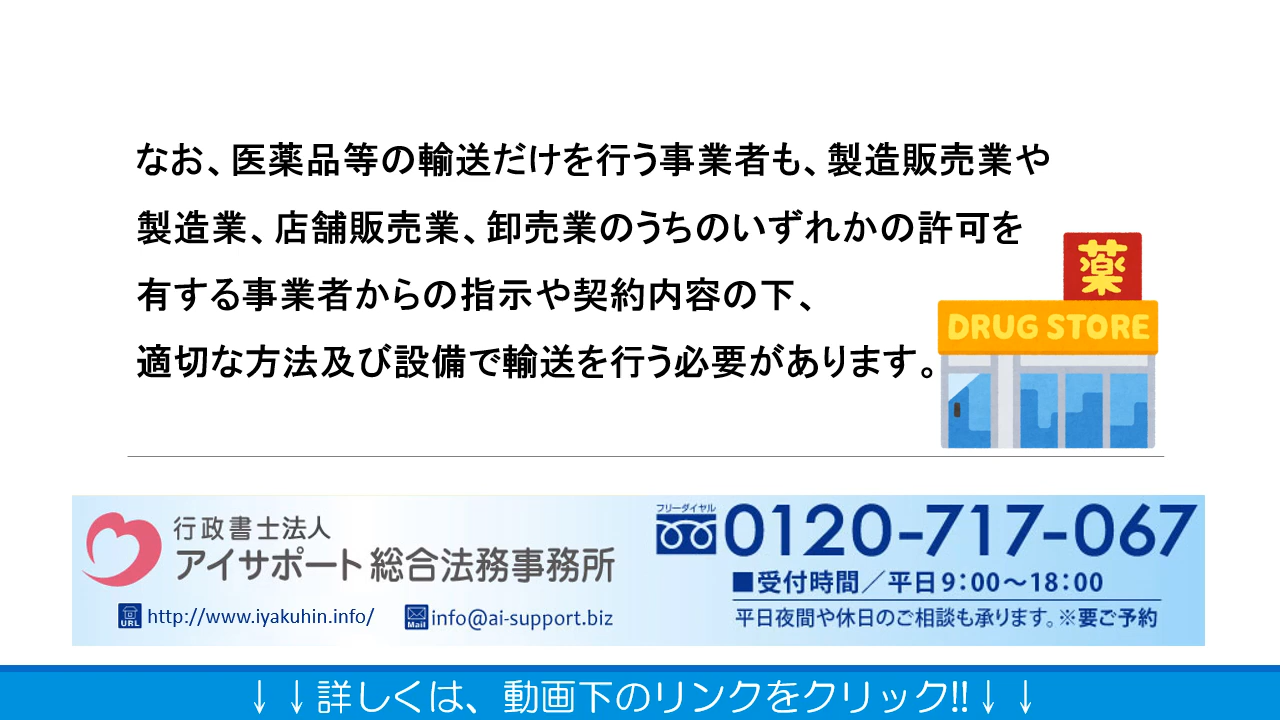 なお、医薬品等の輸送だけを行う事業者も、製造販売業や
製造業、店舗販売業、卸売業のうちのいずれかの許可を
有する事業者からの指示や契約内容の下、
適切な方法及び設備で輸送を行う必要があります。
薬
DRUG STORE
行政書士法人
アイサポート 総合法務事務所
URL http://www.iyakuhin.info/
Mail info@ai-support.biz
フリーダイヤル
0120-717-067
■受付時間／平日9:00～18:00
平日夜間や休日のご相談も承ります。※要ご予約
↓↓詳しくは、動画下のリンクをクリック!!↓↓